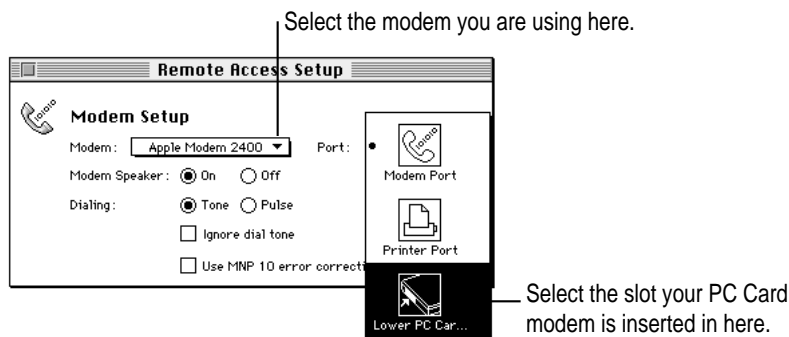 Select the modem you are using here.
Remote Access Setup
Modem Setup
Modem: Apple Modem 2400 Port:
Modem Speaker: On Off
Dialing: Tone Pulse
Ignore dial tone
Use MNP 10 error correcti
Modem Port
Printer Port
Lower PC Car...
Select the slot your PC Card
modem is inserted in here.